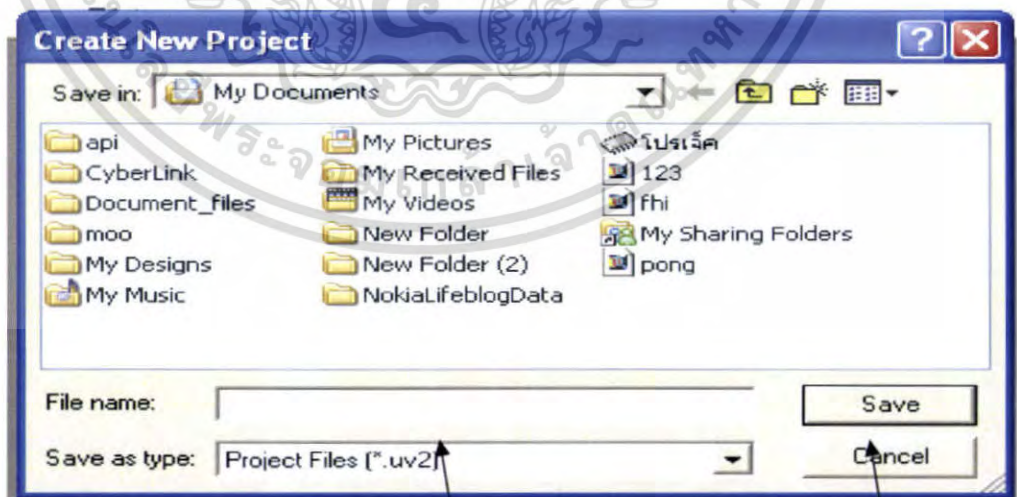 Create New Project
Save in: My Documents
api
CyberLink
Document_files
moo
My Designs
My Music
My Pictures
My Received Files
My Videos
New Folder
New Folder (2)
NokiaLifeblogData
โปรเจ็ค
123
fhi
My Sharing Folders
pong
File name:
Save
Save as type: Project Files (*.uv2)
Cancel